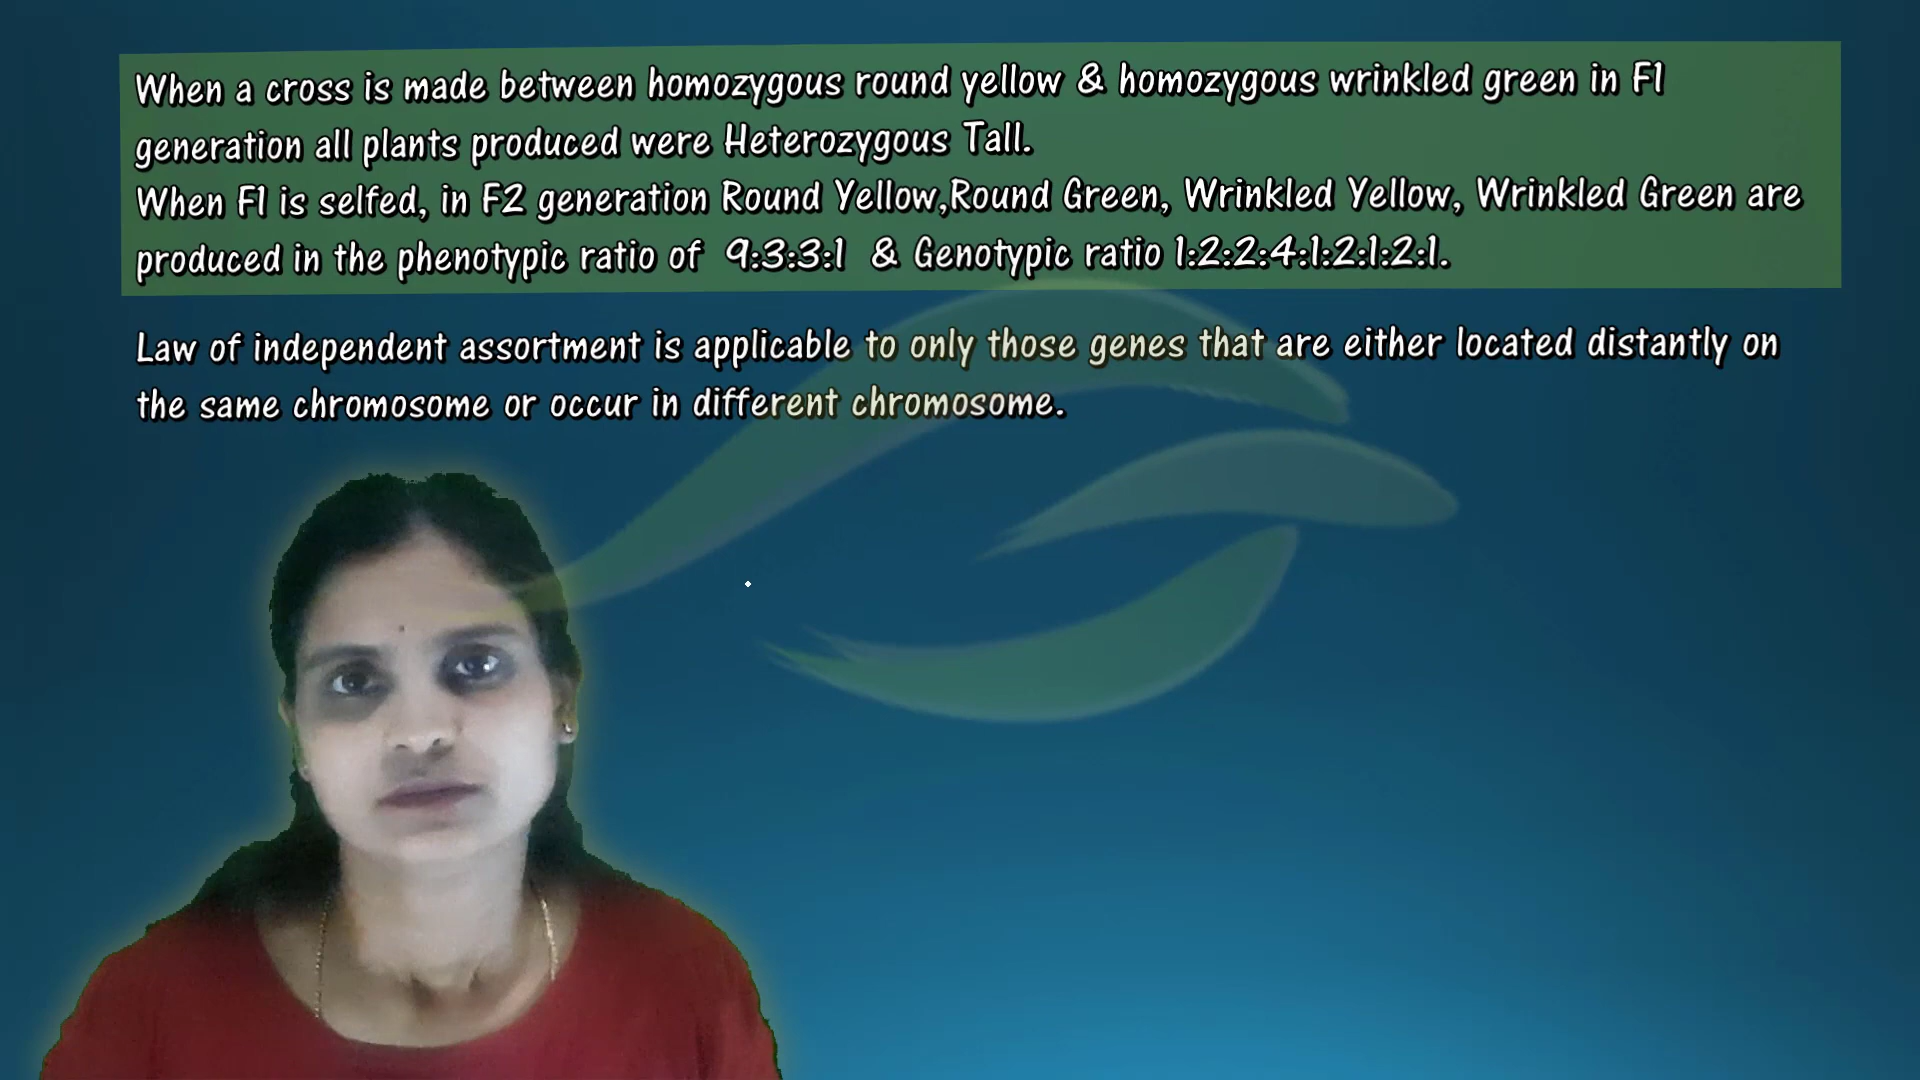 When a cross is made between homozygous round yellow & homozygous wrinkled green in F1
generation all plants produced were Heterozygous Tall.
When F1 is selfed, in F2 generation Round Yellow,Round Green, Wrinkled Yellow, Wrinkled Green are
produced in the phenotypic ratio of 9:3:3:1 & Genotypic ratio 1:2:2:4:1:2:1:2:1.
Law of independent assortment is applicable to only those genes that are either located distantly on
the same chromosome or occur in different chromosome.